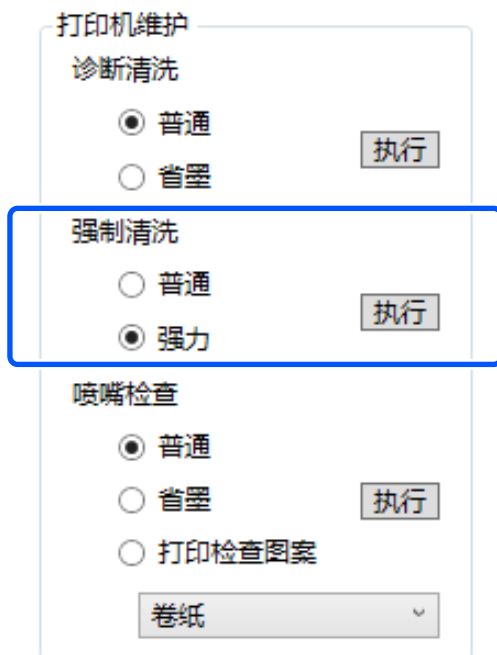 打印机维护
诊断清洗
普通
执行
省墨
强制清洗
普通
执行
强力
喷嘴检查
普通
省墨
执行
打印检查图案
卷纸